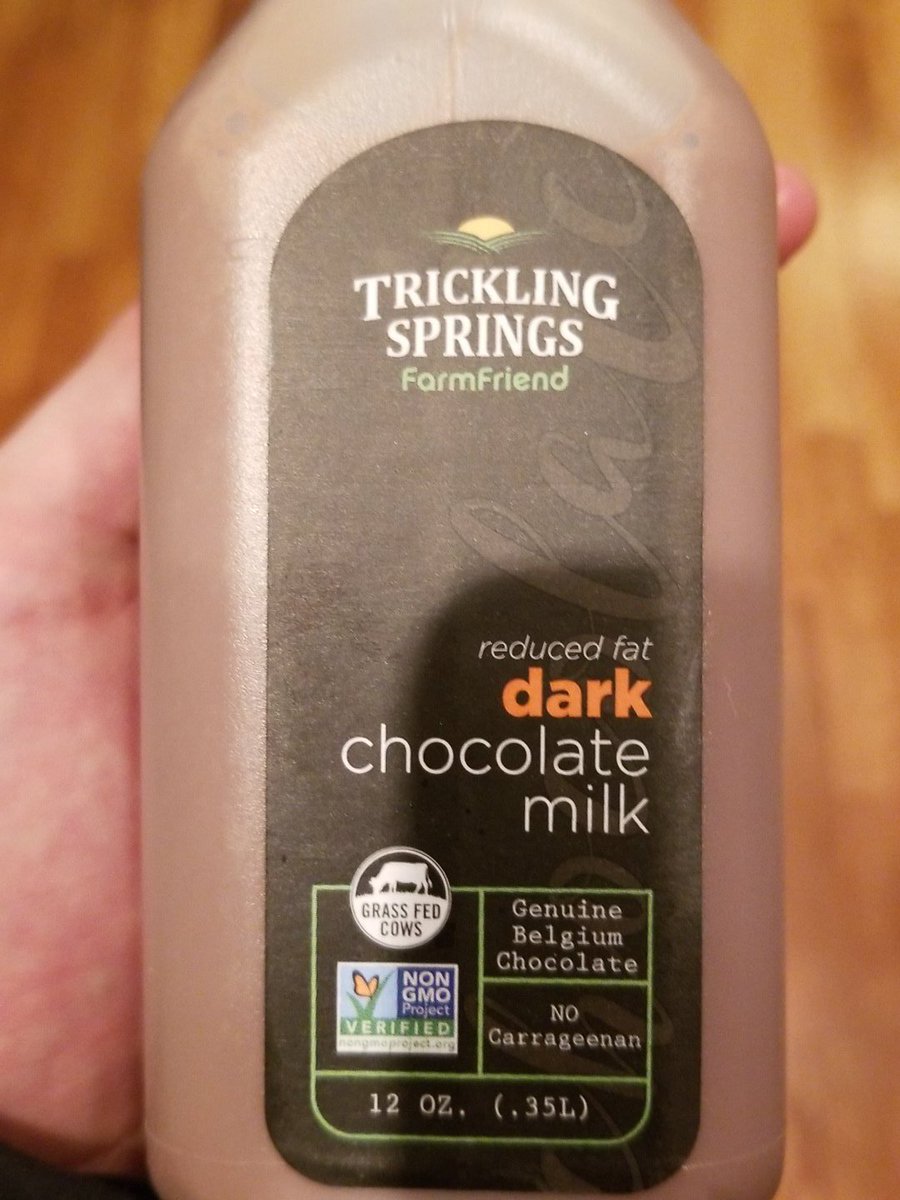 TRICKLING
SPRINGS
FarmFriend
reduced fat
dark
chocolate
milk
GRASS FED
COWS
Genuine
Belgium
Chocolate
NON
GMO
Project
VERIFIED
nongmoproject.org
NO
Carrageenan
12 OZ. (.35L)